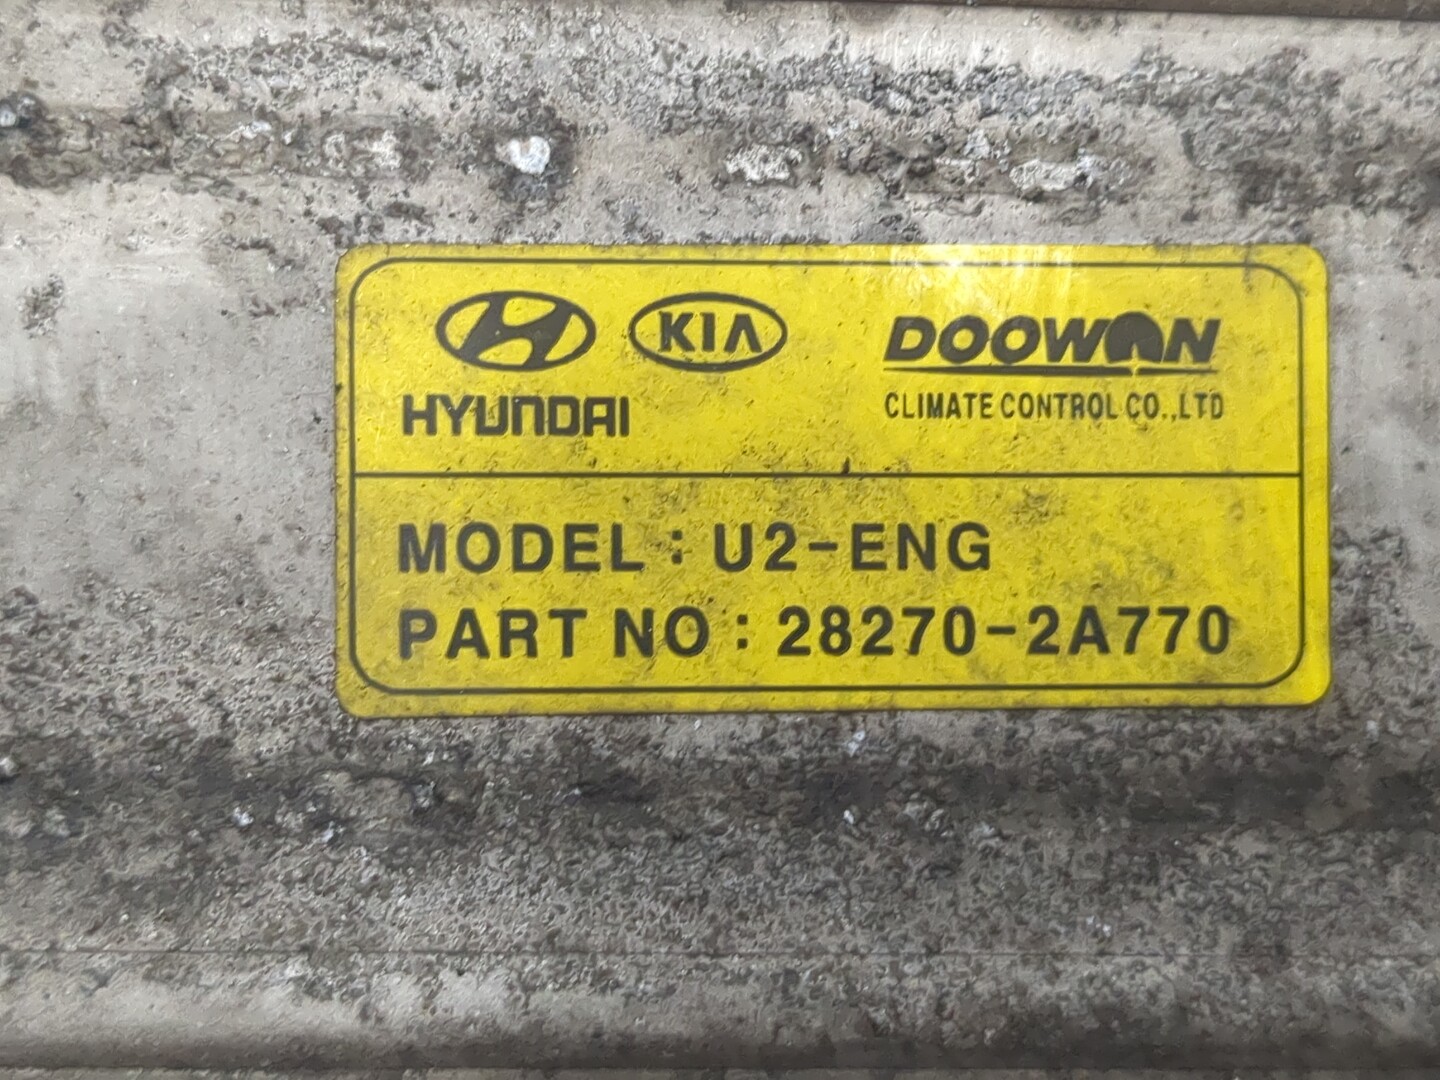 KIA
HYUNDAI
DOOWON
CLIMATE CONTROL CO.,LTD
MODEL : U2-ENG
PART NO : 28270-2A770